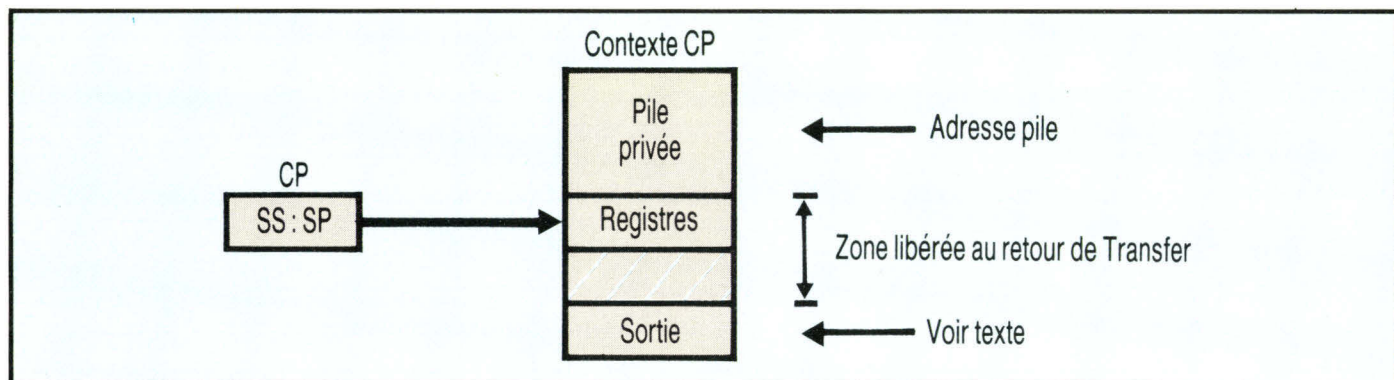 Contexte CP
Pile
privée
Adresse pile
CP
SS : SP
Registres
Zone libérée au retour de Transfer
Sortie
Voir texte